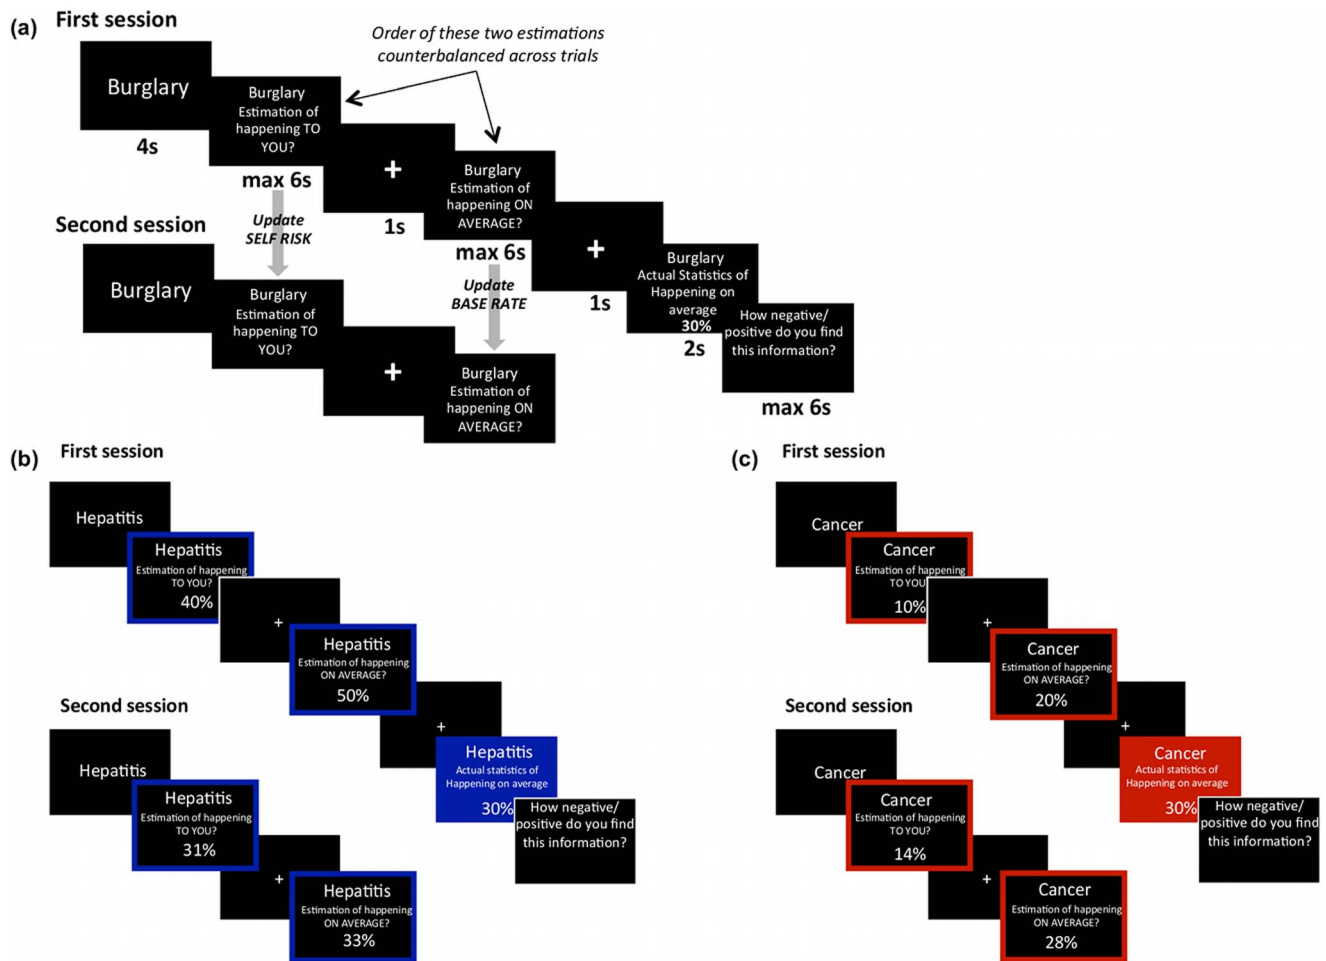 (a)
First session
Order of these two estimations
counterbalanced across trials
Burglary
4s
Burglary
Estimation of
happening TO
YOU?
max 6s
+
1s
Burglary
Estimation of
happening ON
AVERAGE?
max 6s
+
1s
Burglary
Actual Statistics of
Happening on
average
30%
2s
How negative/
positive do you find
this information?
max 6s
Update
SELF RISK
Update
BASE RATE
Second session
Burglary
Burglary
Estimation of
happening TO
YOU?
+
Burglary
Estimation of
happening ON
AVERAGE?
(b)
First session
Hepatitis
Hepatitis
Estimation of happening
TO YOU?
40%
+
Hepatitis
Estimation of happening
ON AVERAGE?
50%
+
Hepatitis
Actual statistics of
Happening on average
30%
How negative/
positive do you find
this information?
Second session
Hepatitis
Hepatitis
Estimation of happening
TO YOU?
31%
+
Hepatitis
Estimation of happening
ON AVERAGE?
33%
(c)
First session
Cancer
Cancer
Estimation of happening
TO YOU?
10%
+
Cancer
Estimation of happening
ON AVERAGE?
20%
+
Cancer
Actual statistics of
Happening on average
30%
How negative/
positive do you find
this information?
Second session
Cancer
Cancer
Estimation of happening
TO YOU?
14%
+
Cancer
Estimation of happening
ON AVERAGE?
28%